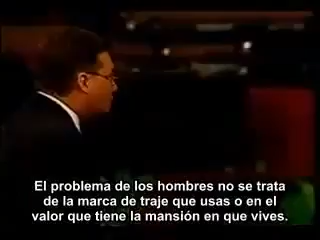 El problema de los hombres no se trata
de la marca de traje que usas o en el
valor que tiene la mansión en que vives.